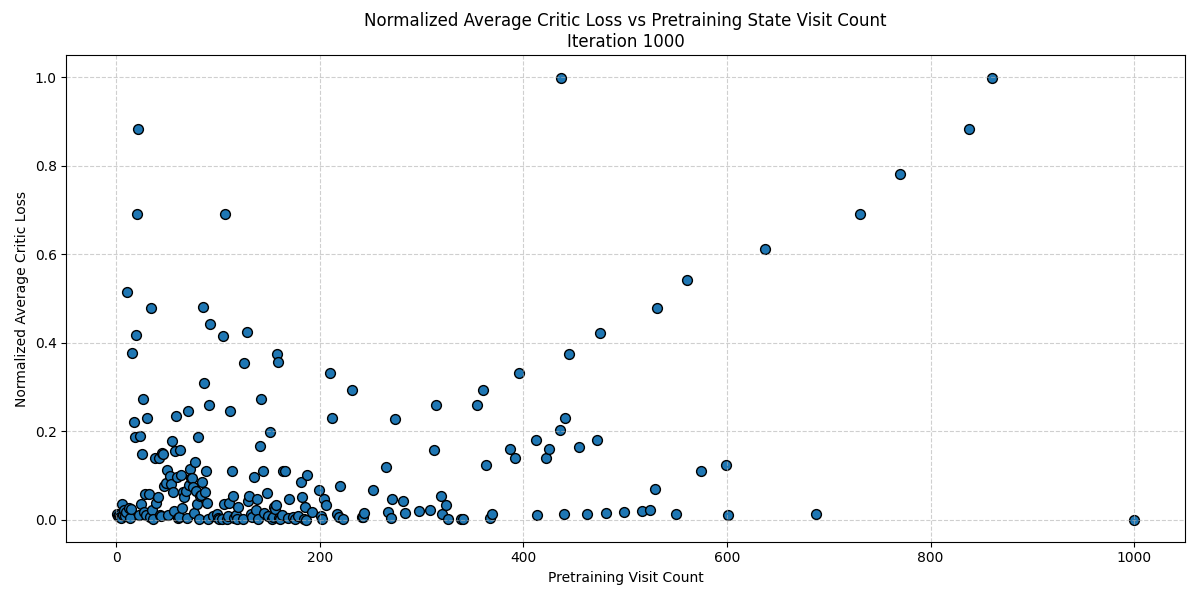 Normalized Average Critic Loss vs Pretraining State Visit Count
Iteration 1000
Normalized Average Critic Loss
1.0
0.8
0.6
0.4
0.2
0.0
0 200 400 600 800 1000
Pretraining Visit Count